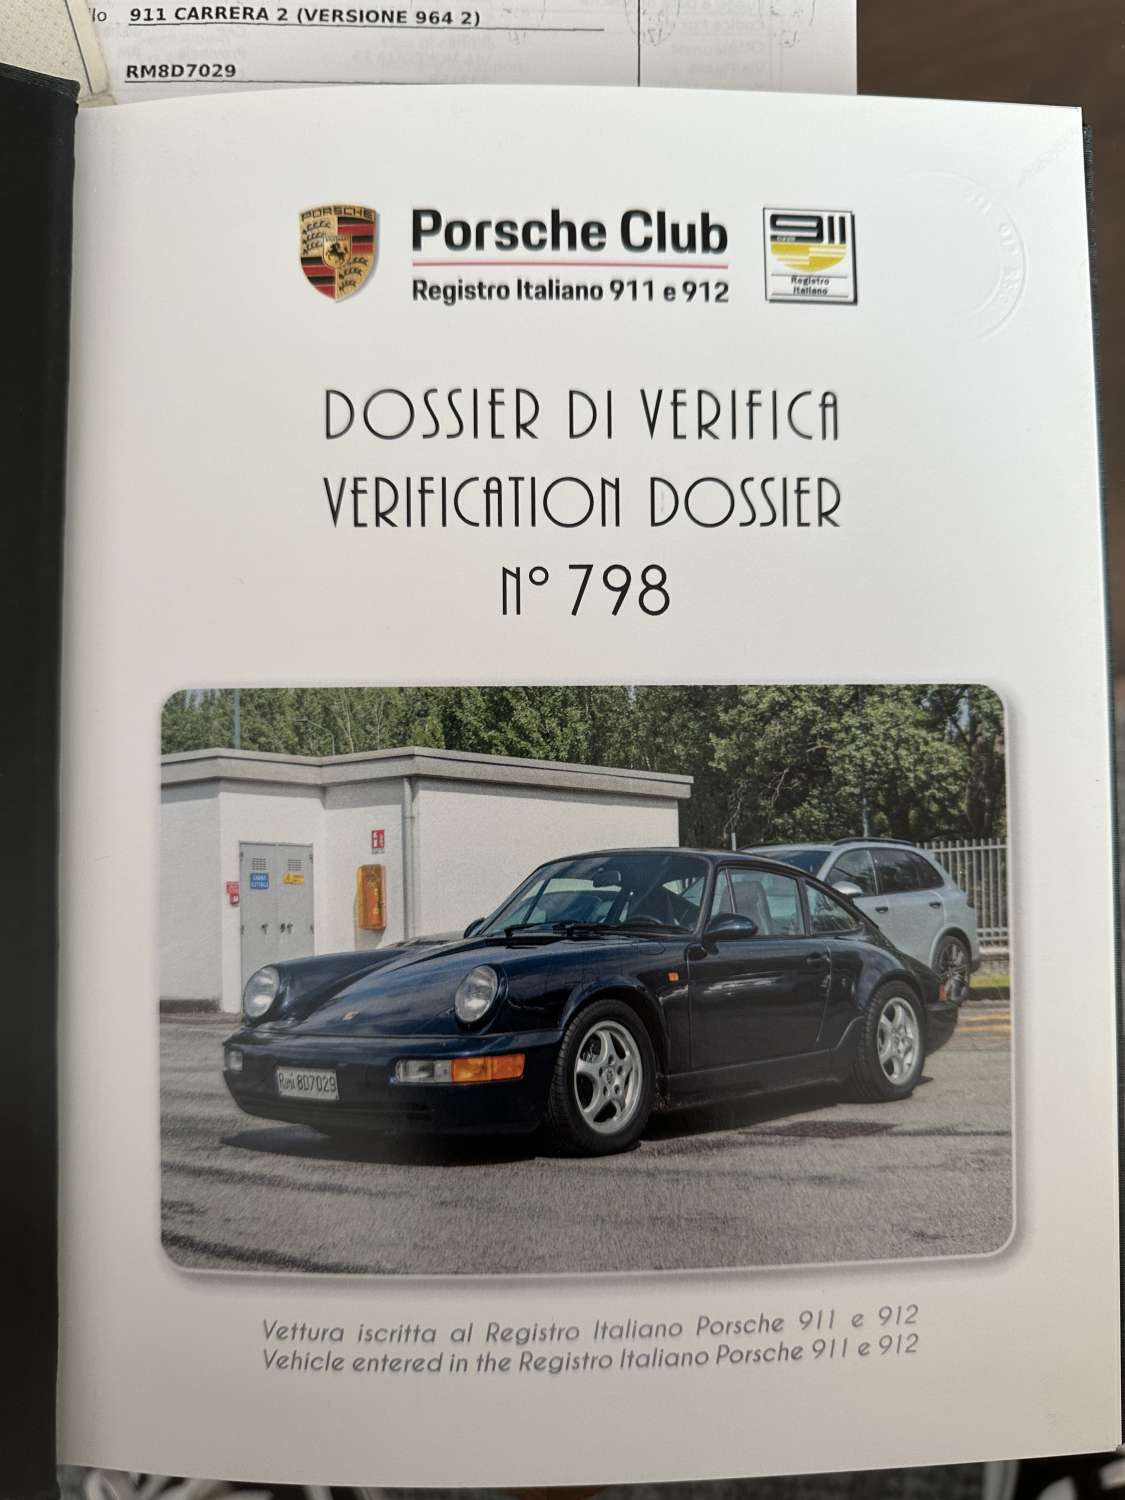 lo 911 CARRERA 2 (VERSIONE 964 2)
RM8D7029
PORSCHE
Porsche Club
Registro Italiano 911 e 912
911
Registro
Italiano
DOSSIER DI VERIFICA
VERIFICATION DOSSIER
N° 798
Roma 8D7029
Vettura iscritta al Registro Italiano Porsche 911 e 912
Vehicle entered in the Registro Italiano Porsche 911 e 912